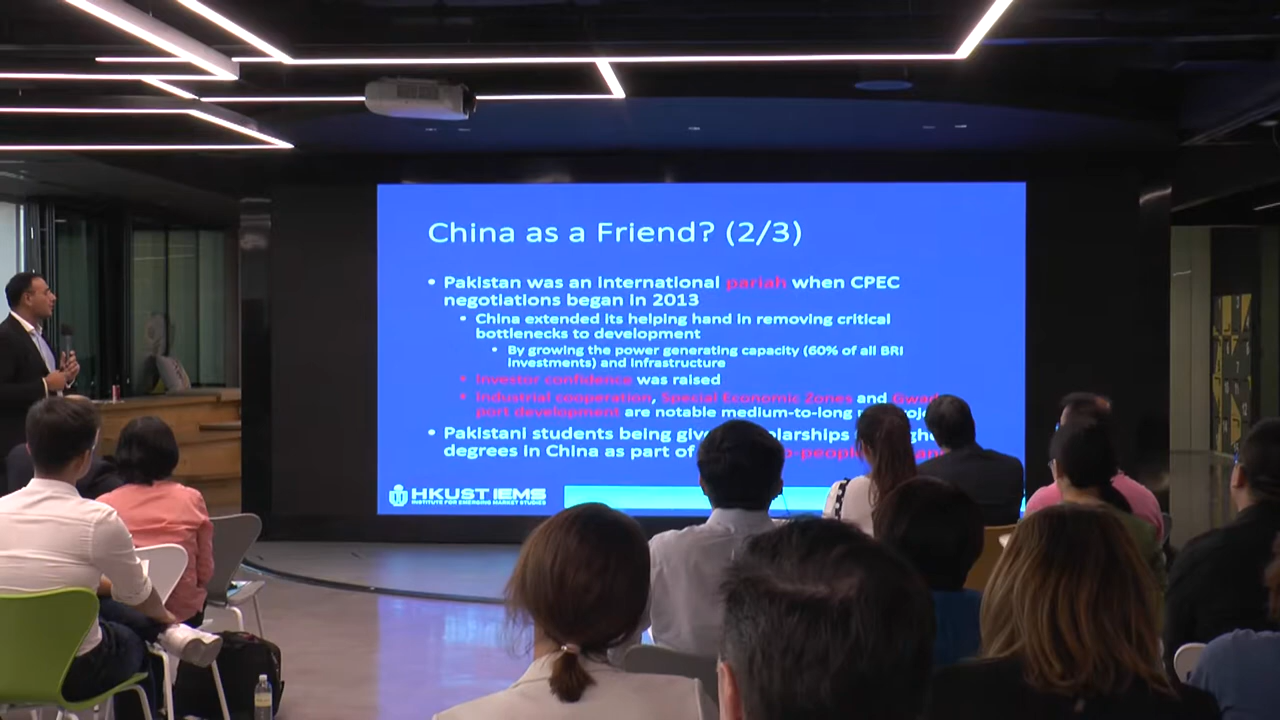 China as a Friend? (2/3)
• Pakistan was an international pariah when CPEC
negotiations began in 2013
• China extended its helping hand in removing critical
bottlenecks to development
• By growing the power generating capacity (60% of all BRI
investments) and infrastructure
• Investor confidence was raised
• Industrial cooperation, Special Economic Zones and
port development are notable medium-to-long
• Pakistani students being
degrees in China as part of
HKUST IEMS
INSTITUTE FOR EMERGING MARKET STUDIES